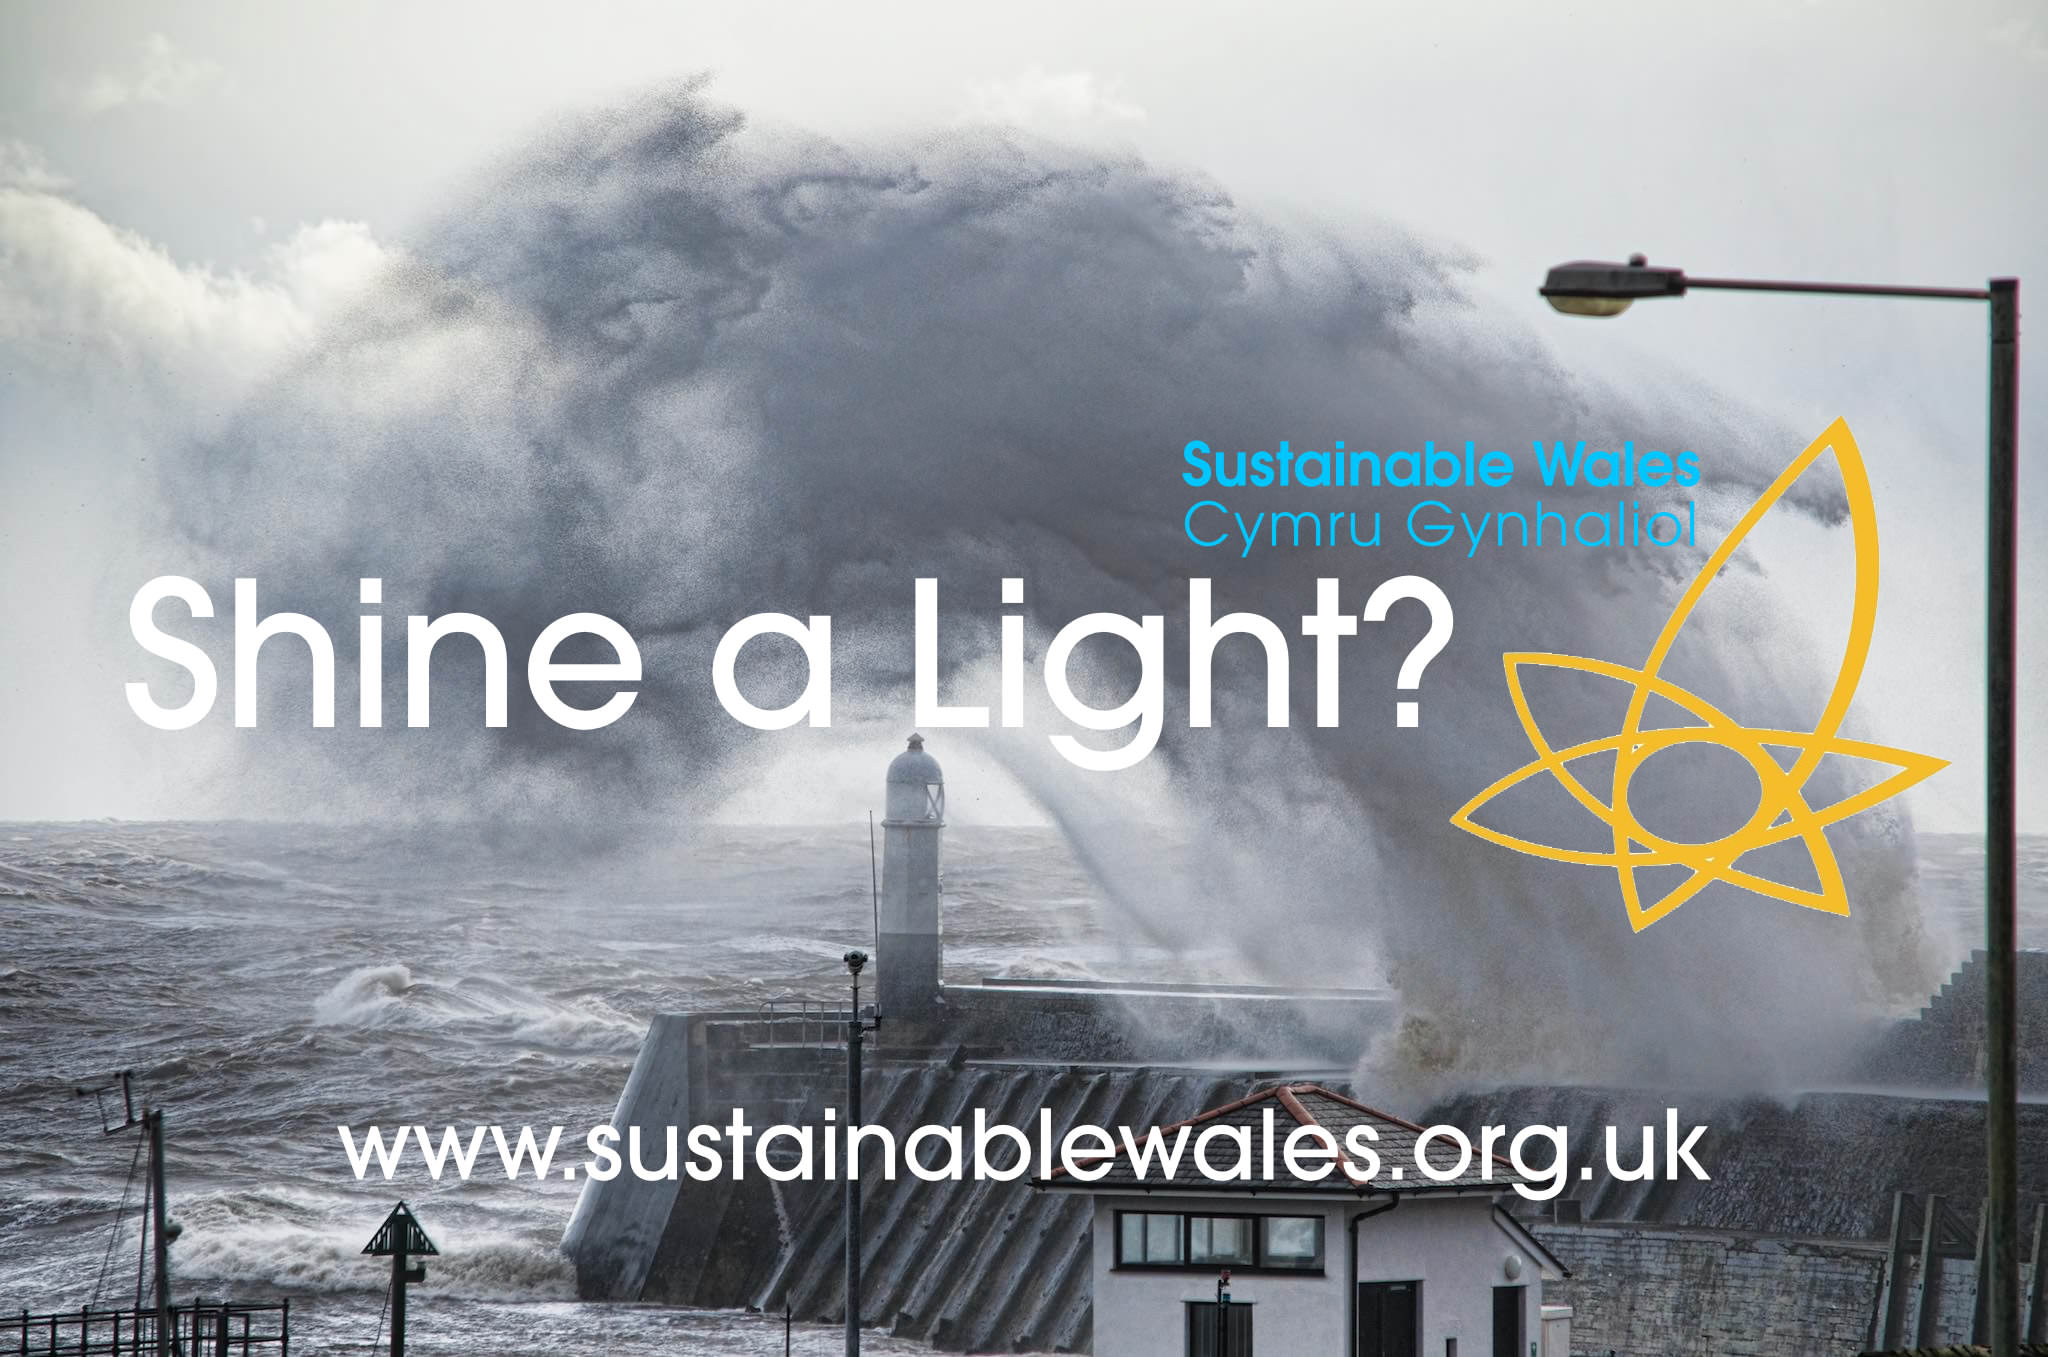 Sustainable Wales
Cymru Gynhaliol
Shine a Light?
www.sustainablewales.org.uk